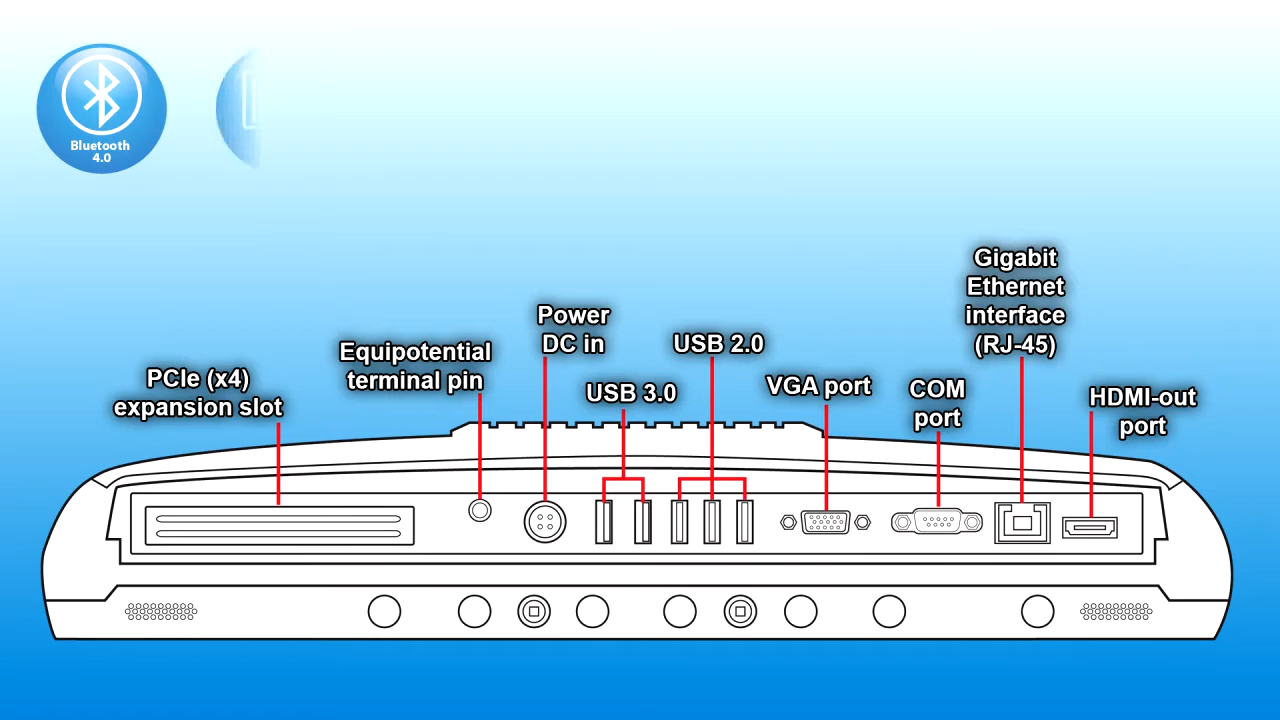 Bluetooth
4.0
Gigabit
Ethernet
interface
(RJ-45)
Power
DC in
USB 2.0
Equipotential
terminal pin
PCIe (x4)
expansion slot
USB 3.0
VGA port
COM
port
HDMI-out
port